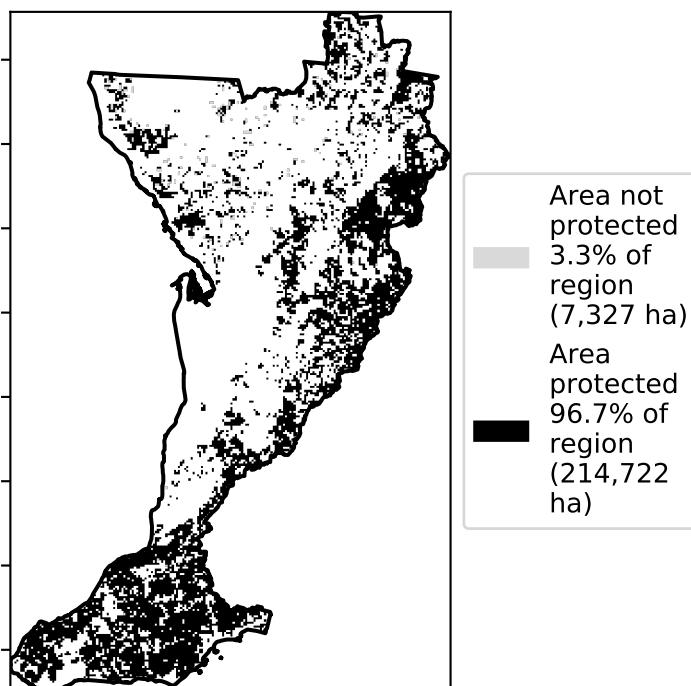 Area not
protected
3.3% of
region
(7,327 ha)
Area
protected
96.7% of
region
(214,722
ha)